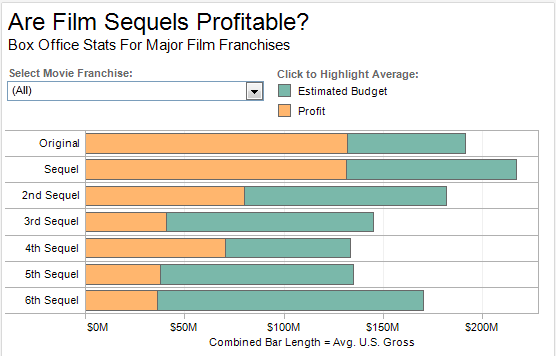 Are Film Sequels Profitable?
Box Office Stats For Major Film Franchises
Select Movie Franchise:
(All)
Click to Highlight Average:
Estimated Budget
Profit
Original
Sequel
2nd Sequel
3rd Sequel
4th Sequel
5th Sequel
6th Sequel
$0M $50M $100M $150M $200M
Combined Bar Length = Avg. U.S. Gross